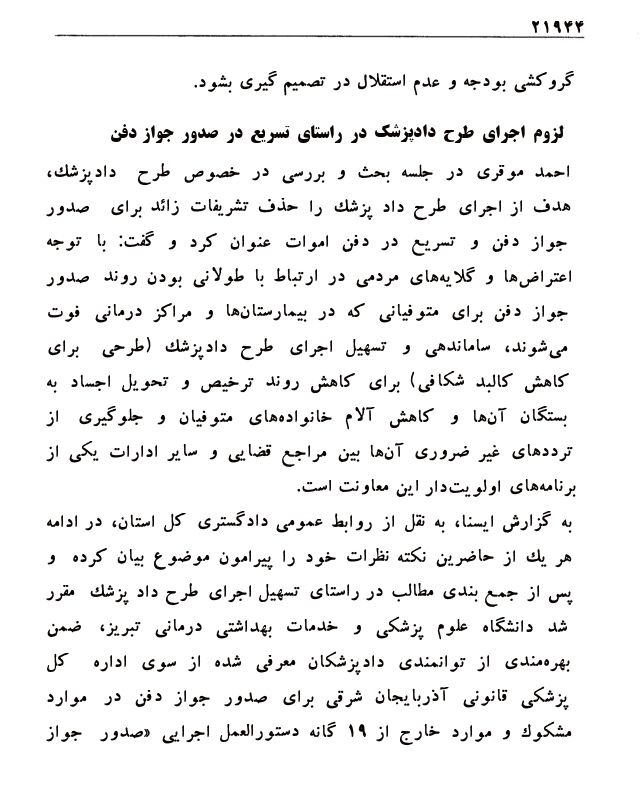 ۲۱۹۴۴
گروکشی بودجه و عدم استقلال در تصمیم گیری بشود.
لزوم اجرای طرح دادپزشک در راستای تسریع در صدور جواز دفن
احمد موقری در جلسه بحث و بررسی در خصوص طرح دادپزشك،
هدف از اجرای طرح داد پزشك را حذف تشریفات زائد برای صدور
جواز دفن و تسریع در دفن اموات عنوان کرد و گفت: با توجه
اعتراض‌ها و گلایه‌های مردمی در ارتباط با طولانی بودن روند صدور
جواز دفن برای متوفیانی که در بیمارستان‌ها و مراکز درمانی فوت
می‌شوند، ساماندهی و تسهیل اجرای طرح دادپزشك (طرحی برای
کاهش کالبد شکافی) برای کاهش روند ترخیص و تحویل اجساد به
بستگان آن‌ها و کاهش آلام خانواده‌های متوفیان و جلوگیری از
ترددهای غیر ضروری آن‌ها بین مراجع قضایی و سایر ادارات یکی از
برنامه‌های اولویت‌دار این معاونت است.
به گزارش ایسنا، به نقل از روابط عمومی دادگستری کل استان، در ادامه
هر یك از حاضرین نکته نظرات خود را پیرامون موضوع بیان کرده و
پس از جمع بندی مطالب در راستای تسهیل اجرای طرح داد پزشك مقرر
شد دانشگاه علوم پزشکی و خدمات بهداشتی درمانی تبریز، ضمن
بهره‌مندی از توانمندی دادپزشکان معرفی شده از سوی اداره کل
پزشکی قانونی آذربایجان شرقی برای صدور جواز دفن در موارد
مشکوك و موارد خارج از ۱۹ گانه دستورالعمل اجرایی «صدور جواز